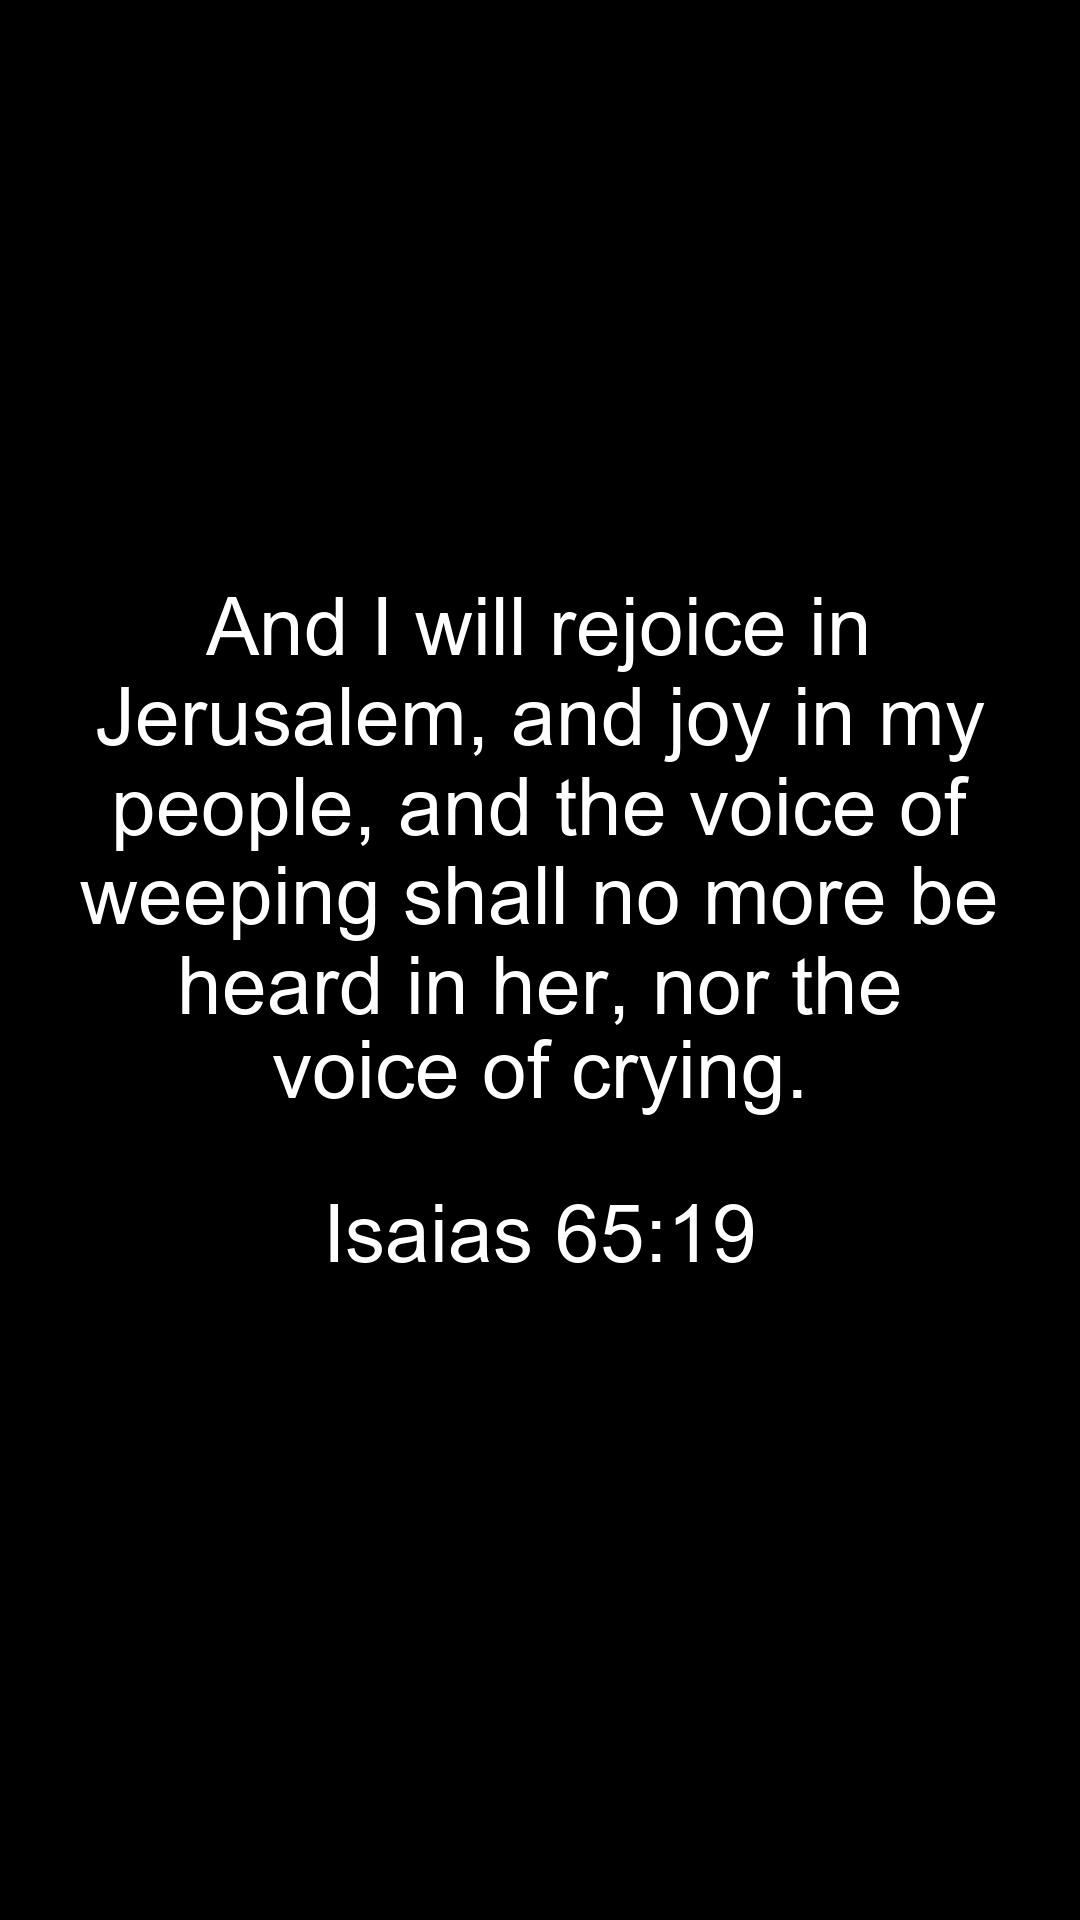 And I will rejoice in
Jerusalem, and joy in my
people, and the voice of
weeping shall no more be
heard in her, nor the
voice of crying.
Isaias 65:19